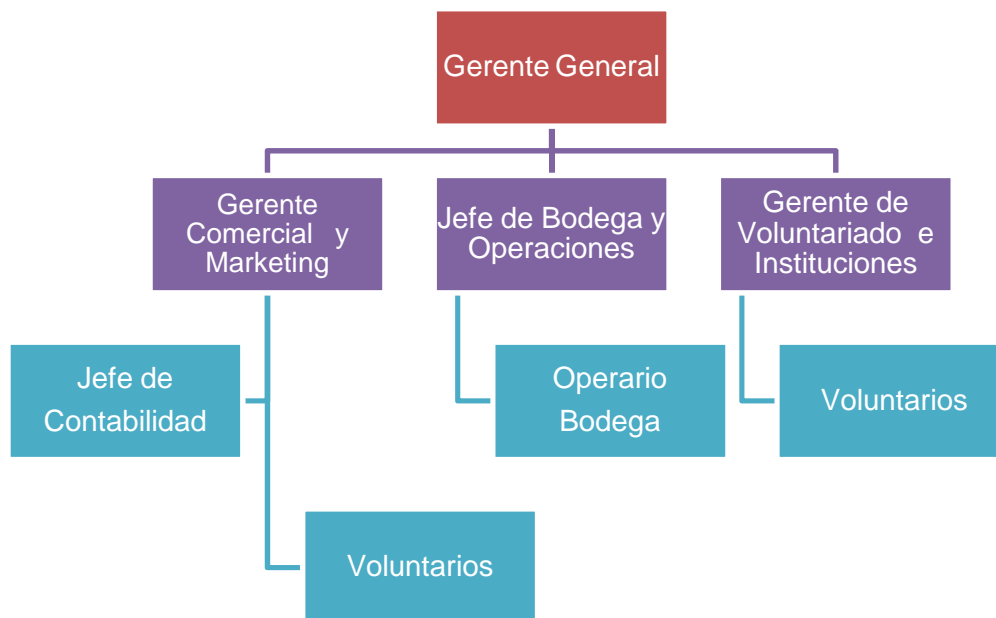 Gerente General
Gerente
Comercial y
Marketing
Jefe de Bodega y
Operaciones
Gerente de
Voluntariado e
Instituciones
Jefe de
Contabilidad
Operario
Bodega
Voluntarios
Voluntarios